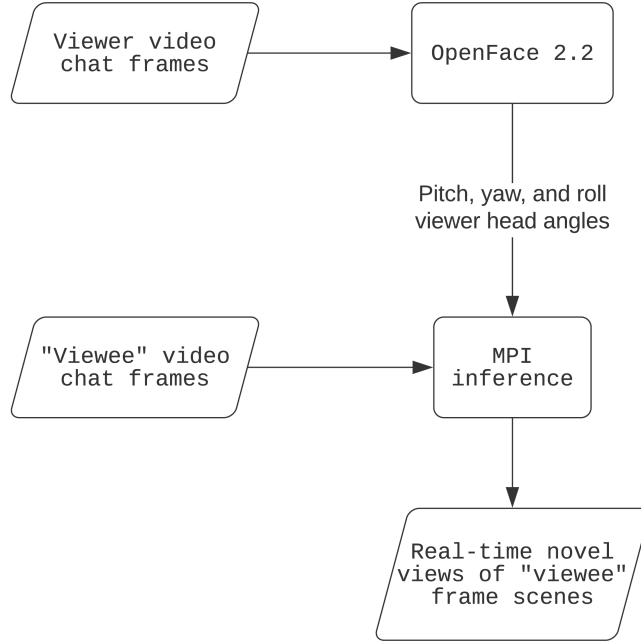 Viewer video
chat frames
OpenFace 2.2
Pitch, yaw, and roll
viewer head angles
"Viewee" video
chat frames
MPI
inference
Real-time novel
views of "viewee"
frame scenes